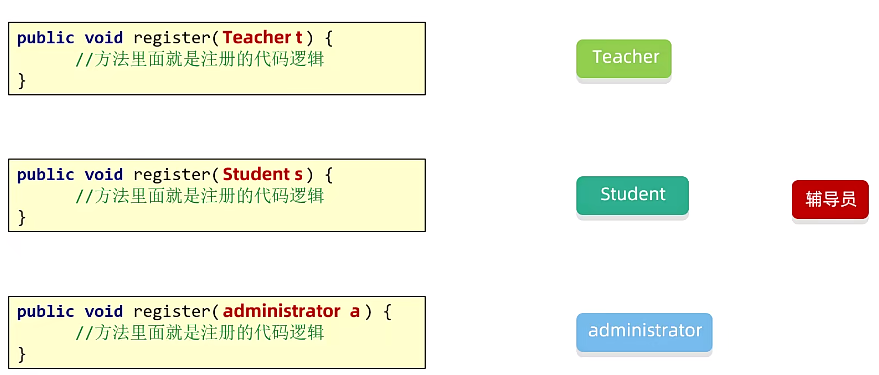 public void register(Teacher t) {
//方法里面就是注册的代码逻辑
}
Teacher
public void register(Student s) {
//方法里面就是注册的代码逻辑
}
Student
辅导员
public void register(administrator a) {
//方法里面就是注册的代码逻辑
}
administrator